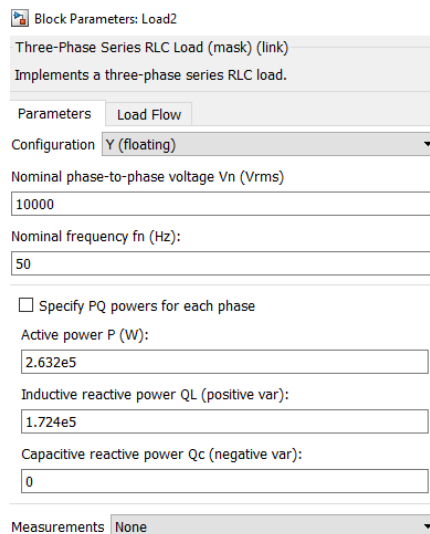 Block Parameters: Load2
Three-Phase Series RLC Load (mask) (link)
Implements a three-phase series RLC load.
Parameters Load Flow
Configuration Y (floating)
Nominal phase-to-phase voltage Vn (Vrms)
10000
Nominal frequency fn (Hz):
50
Specify PQ powers for each phase
Active power P (W):
2.632e5
Inductive reactive power QL (positive var):
1.724e5
Capacitive reactive power Qc (negative var):
0
Measurements None